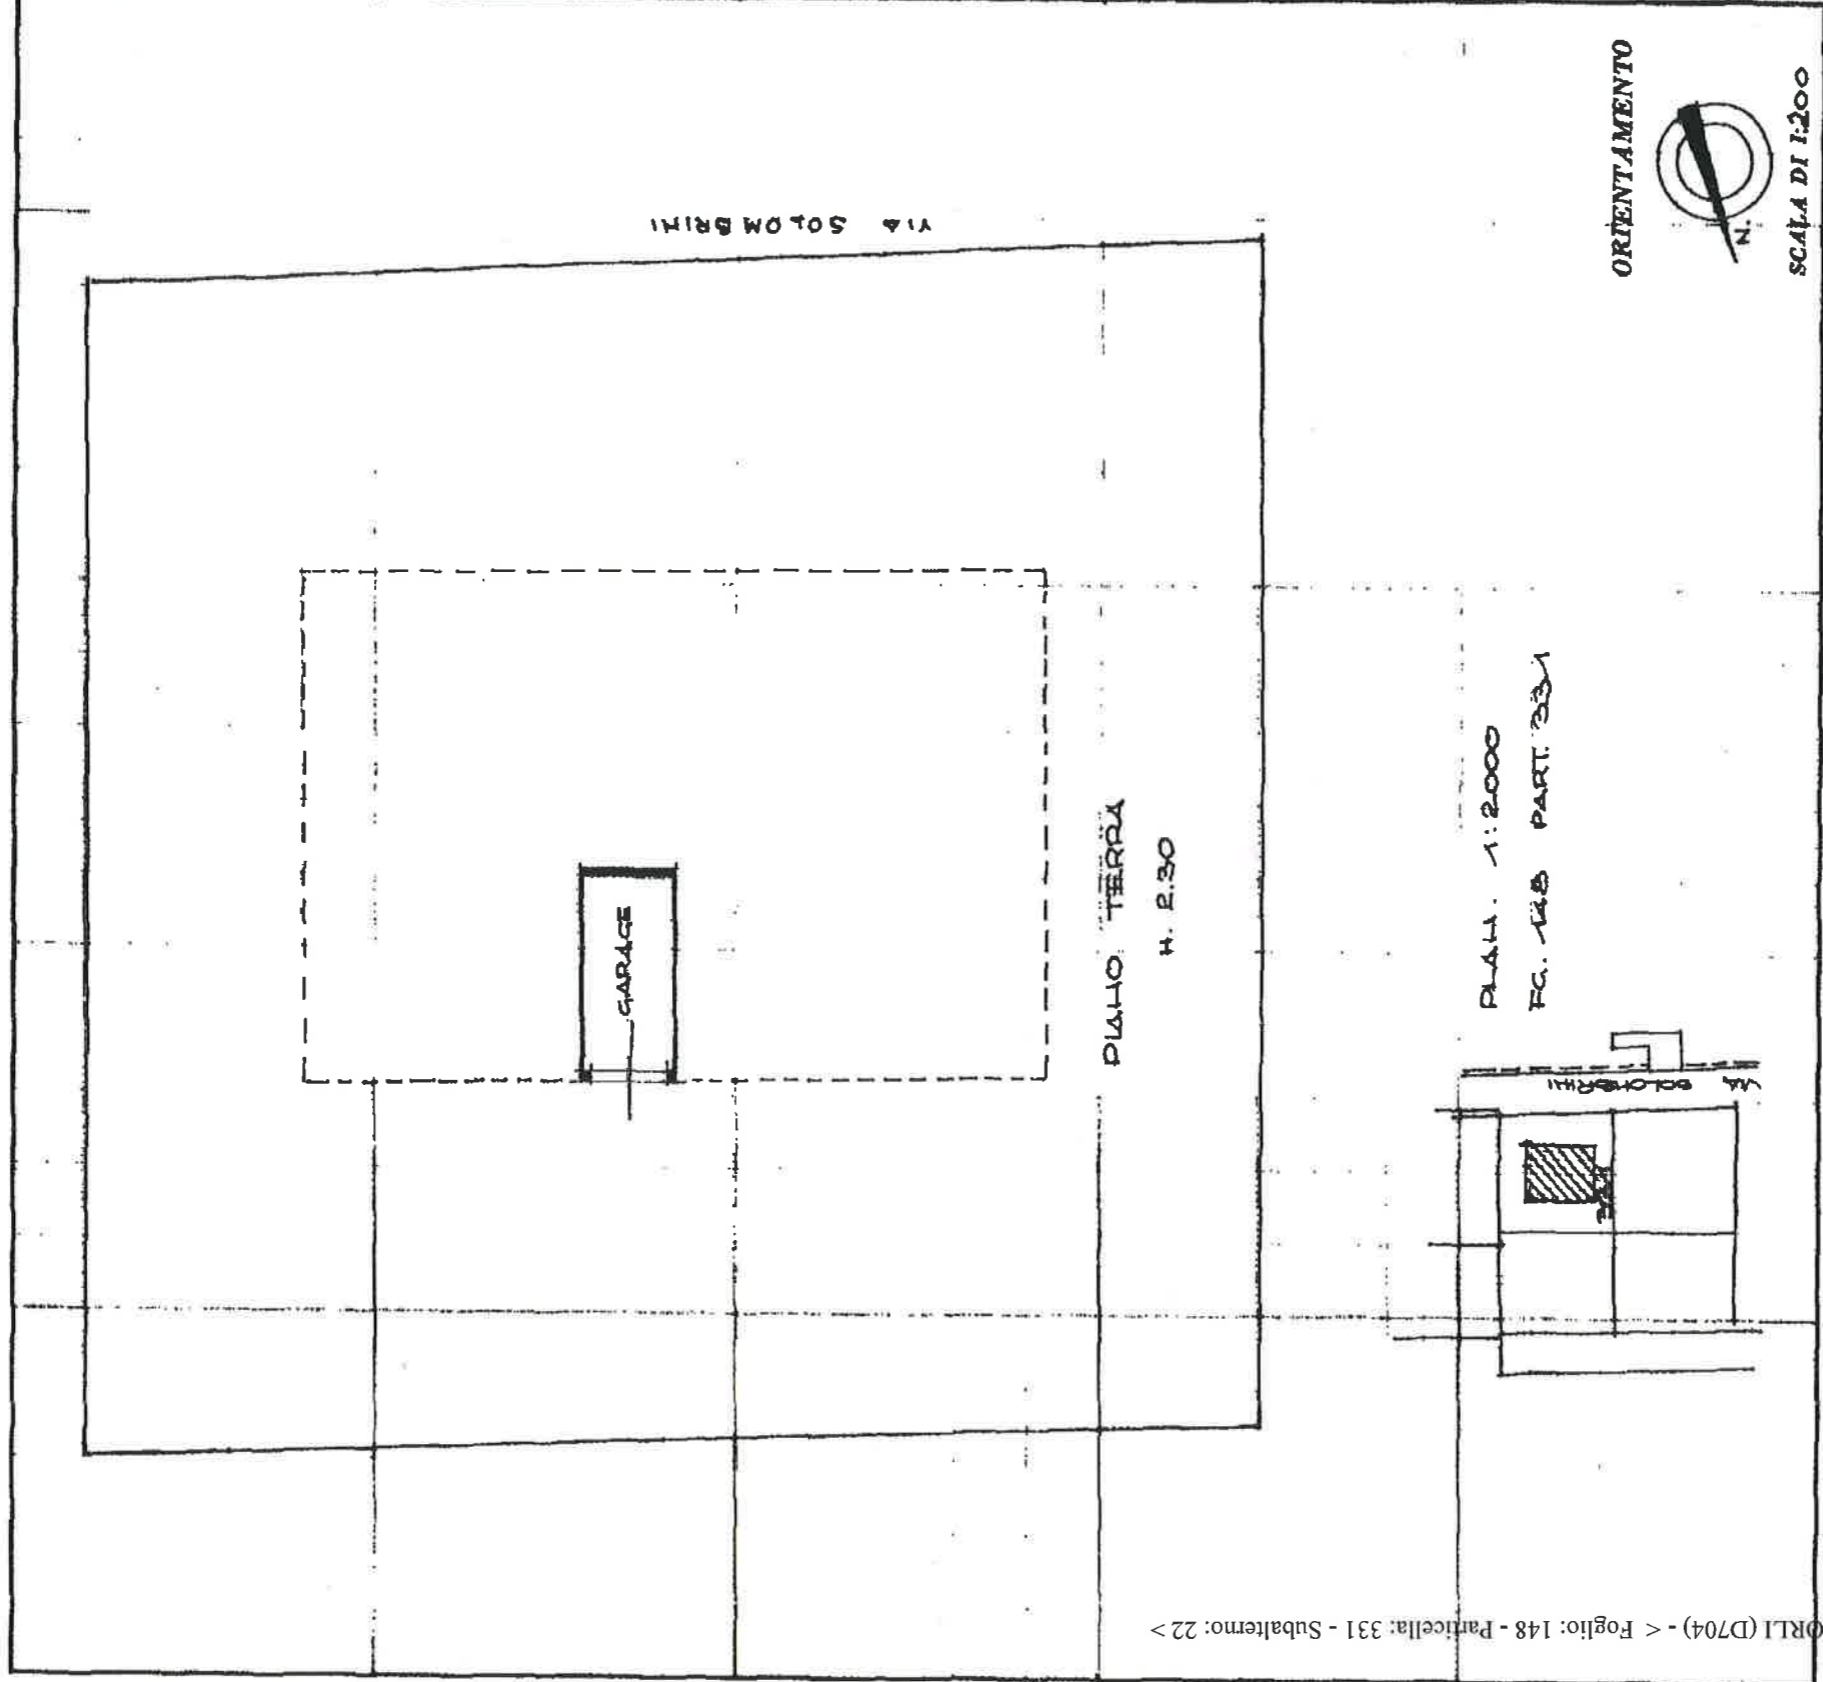 ORIENTAMENTO
N.
SCALA DI 1:200
VIA SOLOMBRINI
GARAGE
PIANO TERRA
H. 2.30
PLAN. 1:2000
FG. 148 PART. 331
VIA SOLOMBRINI
331
ORLI (D704) - < Foglio: 148 - Particella: 331 - Subalterno: 22 >